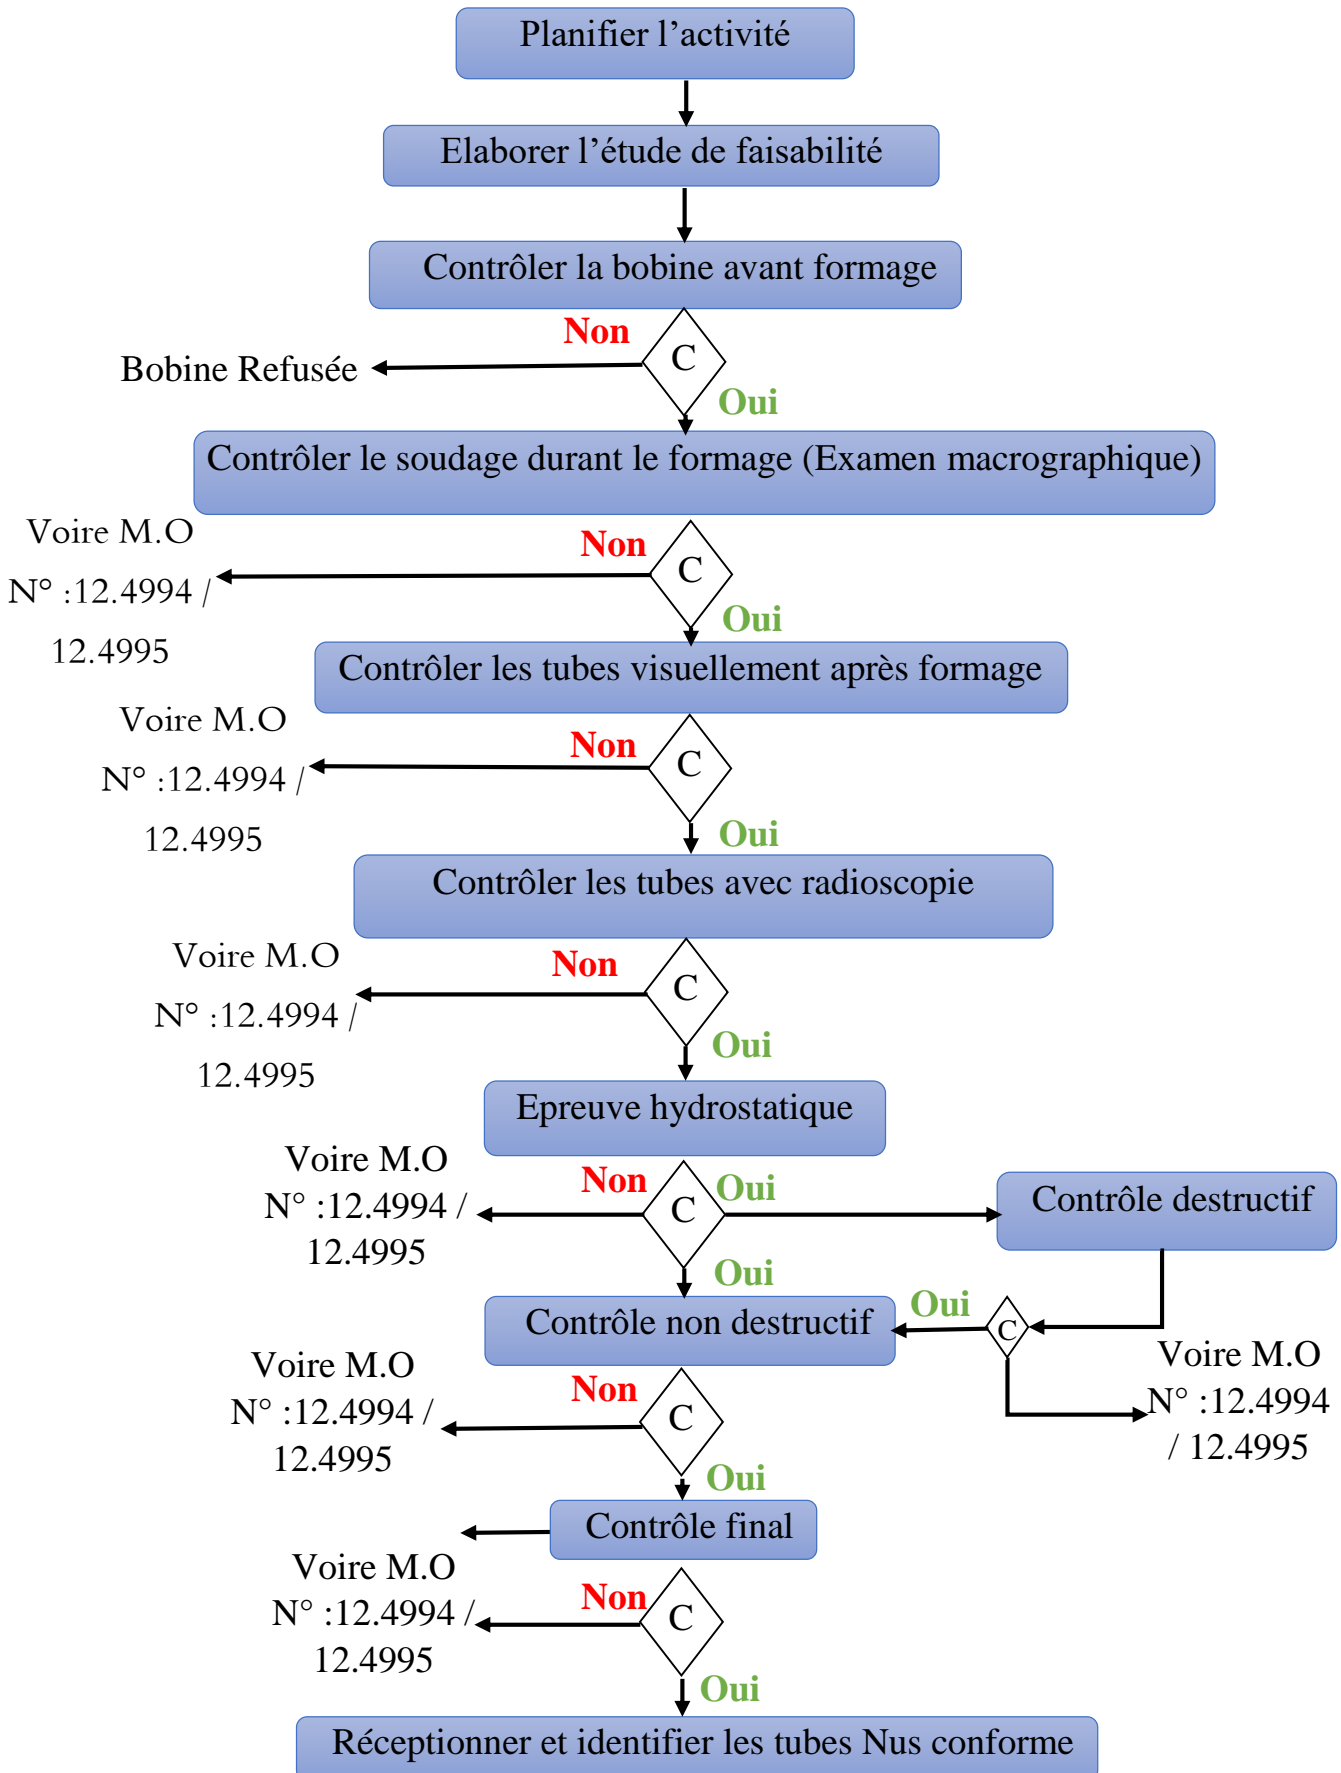 Planifier l’activité
Elaborer l’étude de faisabilité
Contrôler la bobine avant formage
Non
C
Bobine Refusée
Oui
Contrôler le soudage durant le formage (Examen macrographique)
Voire M.O
N° :12.4994 /
12.4995
Non
C
Oui
Contrôler les tubes visuellement après formage
Voire M.O
N° :12.4994 /
12.4995
Non
C
Oui
Contrôler les tubes avec radioscopie
Voire M.O
N° :12.4994 /
12.4995
Non
C
Oui
Epreuve hydrostatique
Voire M.O
N° :12.4994 /
12.4995
Non
C
Oui
Contrôle destructif
Oui
Contrôle non destructif
Oui
C
Voire M.O
N° :12.4994
/ 12.4995
Voire M.O
N° :12.4994 /
12.4995
Non
C
Oui
Contrôle final
Voire M.O
N° :12.4994 /
12.4995
Non
C
Oui
Réceptionner et identifier les tubes Nus conforme